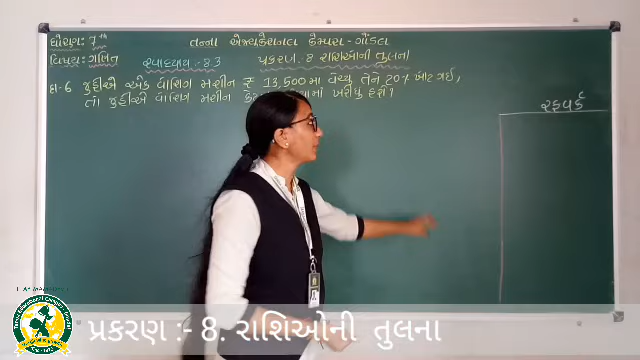 ધોરણ: 7th
તન્ના એજ્યુકેશનલ કેમ્પસ - ગોંડલ
વિષય: ગણિત
સ્વાધ્યાય:- 8.3
પ્રકરણ:- 8 રાશિઓની તુલના
દા-6 જુહીએ એક વૉશિંગ મશીન ₹ 13,500 માં વેચ્યુ તેને 20% ખોટ ગઈ,
તો જુહીએ વૉશિંગ મશીન ખરીધું હશે?
રફવર્ક
પ્રકરણ :- 8. રાશિઓની તુલના